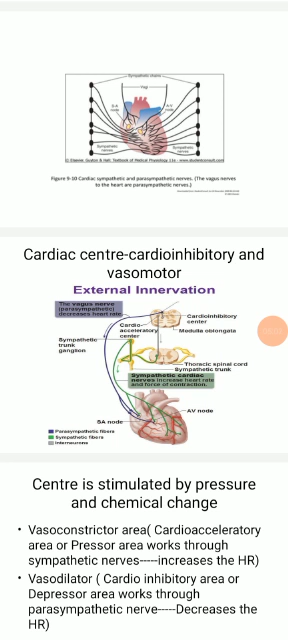 Sympathetic chains
Vagi
S-A
node
A-V
node
Sympathetic
nerves
Sympathetic
nerves
© Elsevier. Guyton & Hall: Textbook of Medical Physiology 11e - www.studentconsult.com
Figure 9-10 Cardiac sympathetic and parasympathetic nerves. (The vagus nerves
to the heart are parasympathetic nerves.)
Cardiac centre-cardioinhibitory and
vasomotor
External Innervation
The vagus nerve
(parasympathetic)
decreases heart rate
Cardioinhibitory
center
Cardio-
acceleratory
center
Medulla oblongata
Sympathetic
trunk
ganglion
Thoracic spinal cord
Sympathetic trunk
Sympathetic cardiac
nerves increase heart rate
and force of contraction.
AV node
SA node
Parasympathetic fibers
Sympathetic fibers
Interneurons
Centre is stimulated by pressure
and chemical change
• Vasoconstrictor area( Cardioacceleratory
area or Pressor area works through
sympathetic nerves-----increases the HR)
• Vasodilator ( Cardio inhibitory area or
Depressor area works through
parasympathetic nerve-----Decreases the
HR)